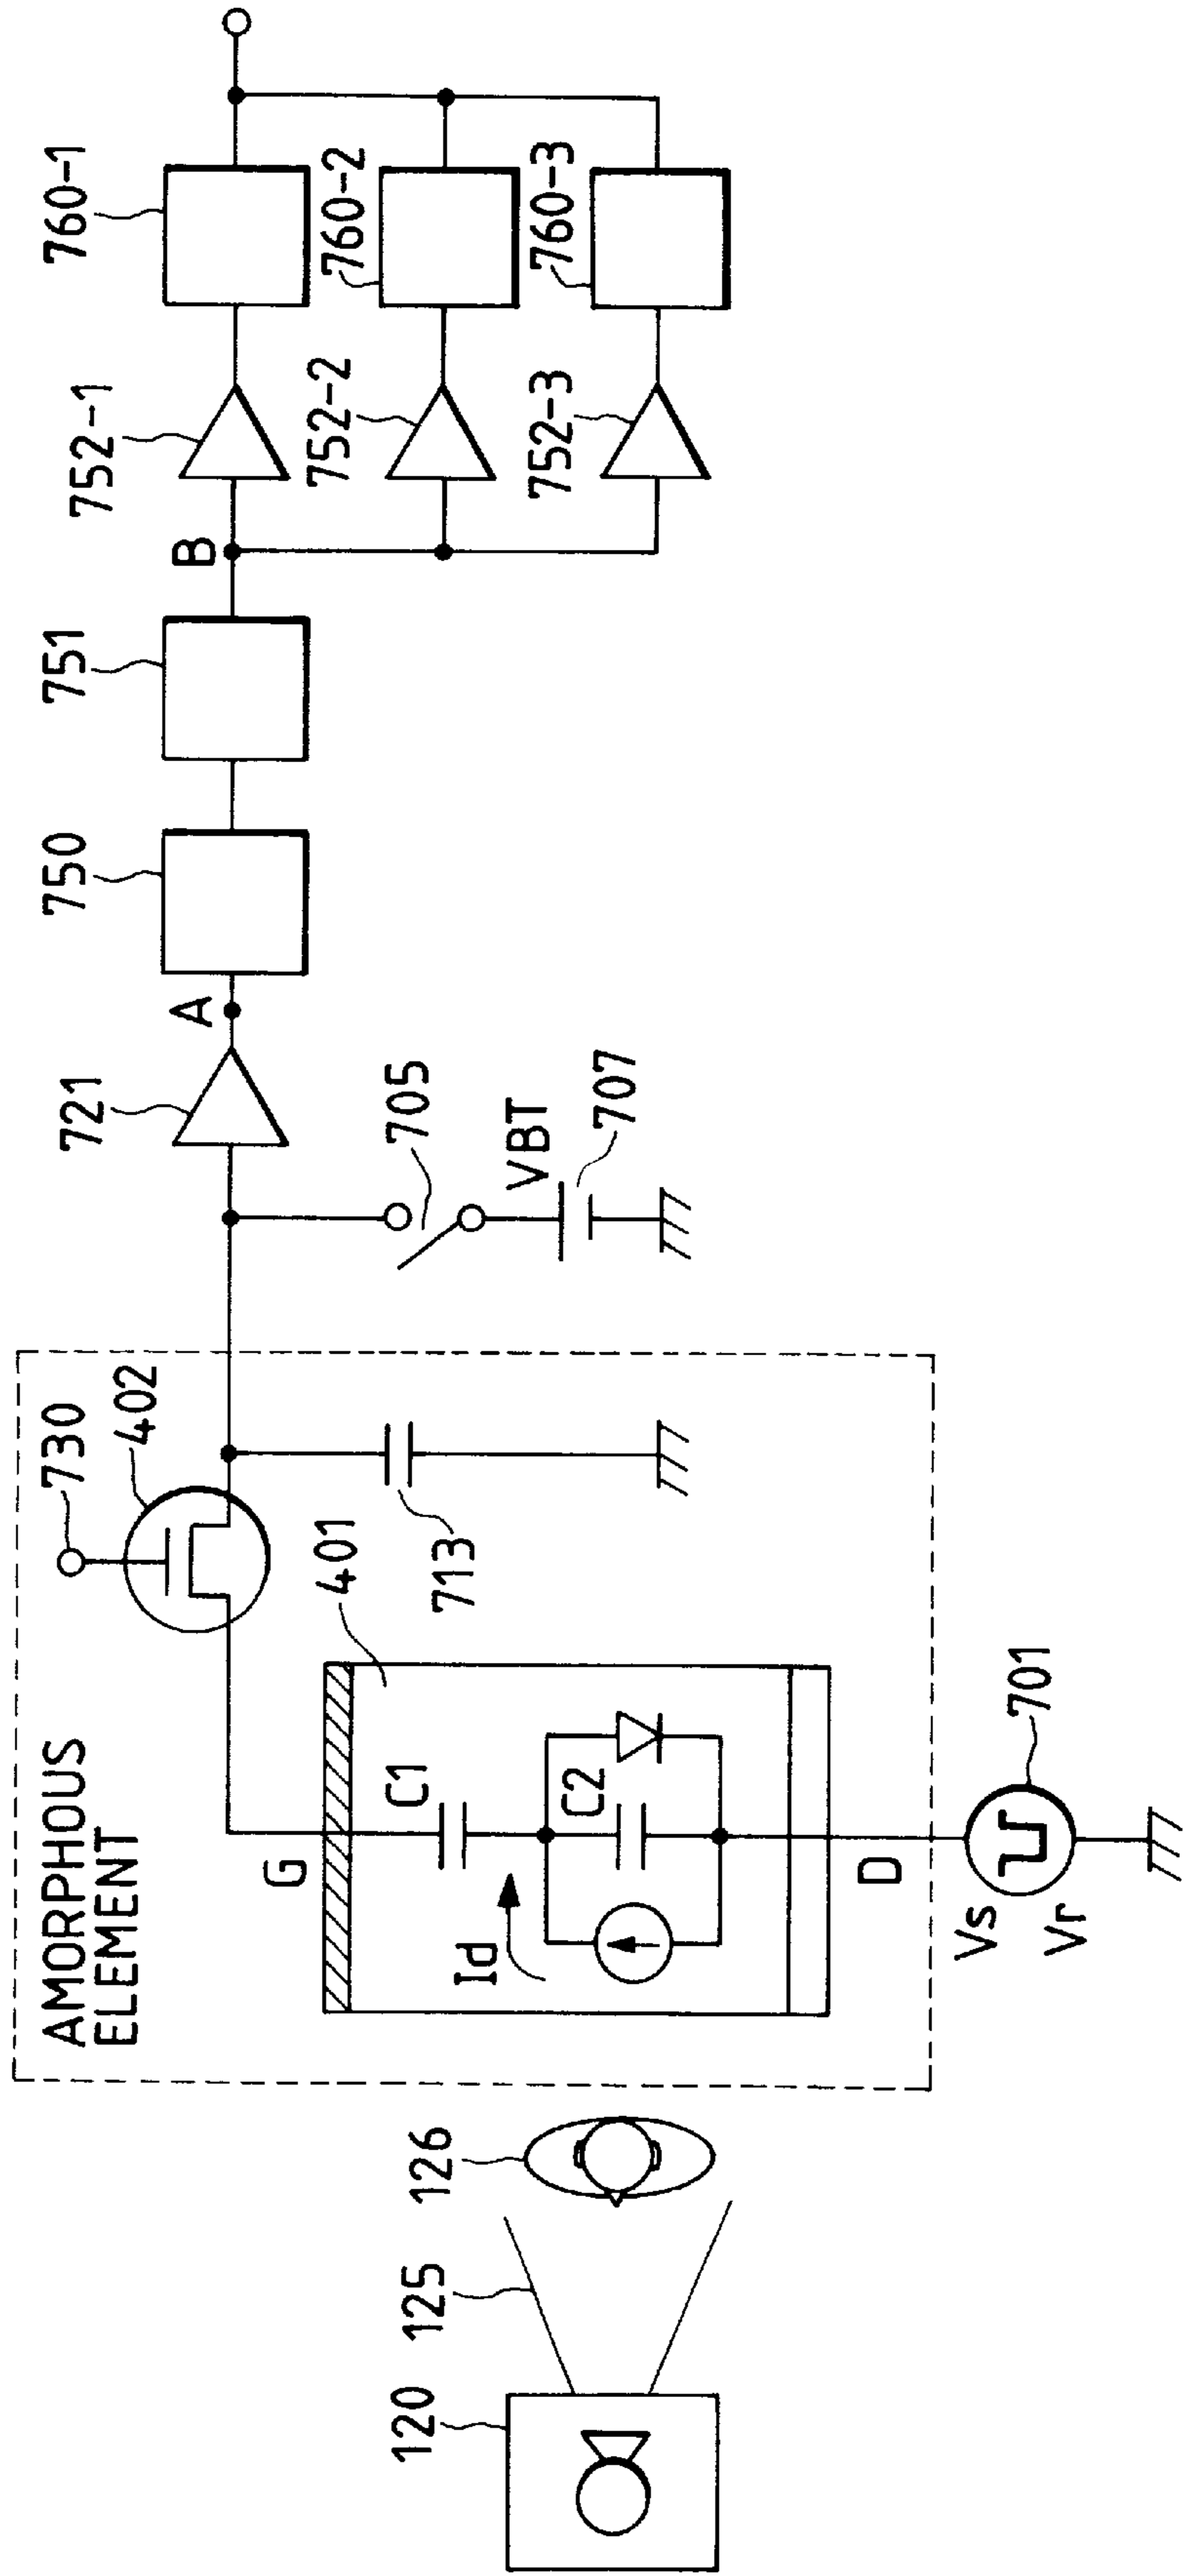 120
125
126
AMORPHOUS
ELEMENT
730
402
G
401
713
C1
C2
Id
D
Vs
Vr
701
721
705
VBT
707
A
750
751
B
752-1
752-2
752-3
760-1
760-2
760-3